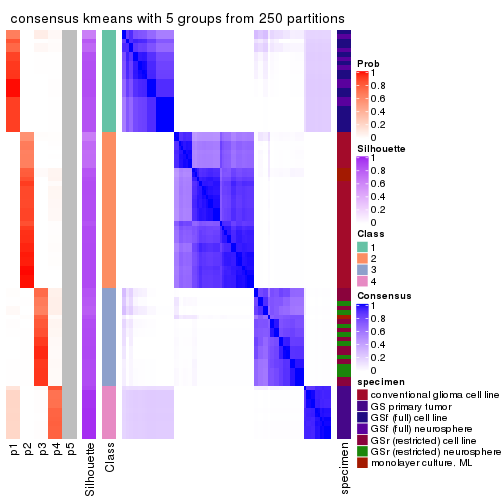 consensus kmeans with 5 groups from 250 partitions
Prob
1
0.8
0.6
0.4
0.2
0
Silhouette
1
0.8
0.6
0.4
0.2
0
Class
1
2
3
4
Consensus
1
0.8
0.6
0.4
0.2
0
specimen
conventional glioma cell line
GS primary tumor
GSf (full) cell line
GSf (full) neurosphere
GSr (restricted) cell line
GSr (restricted) neurosphere
monolayer culture. ML
p1
p2
p3
p4
p5
Silhouette
Class
specimen